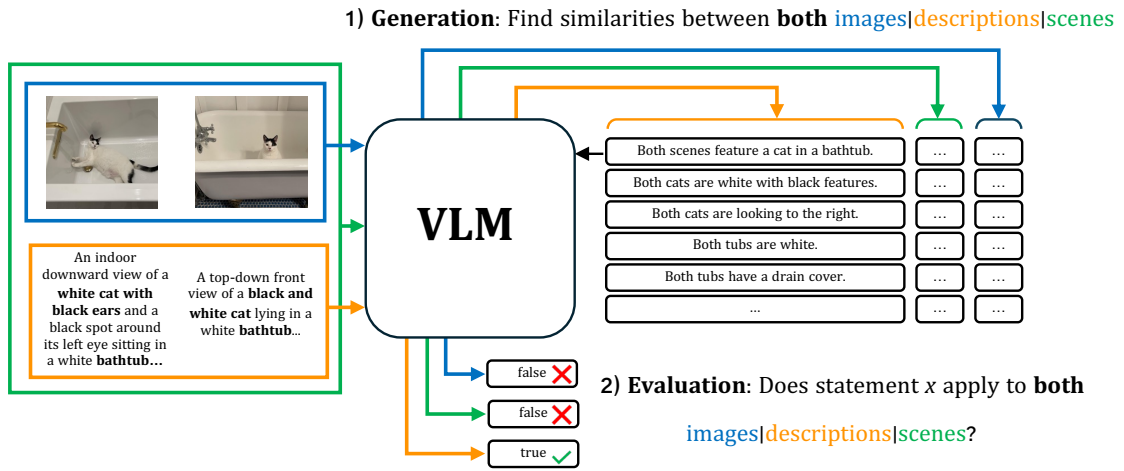 1) Generation: Find similarities between both images|descriptions|scenes
An indoor
downward view of a
white cat with
black ears and a
black spot around
its left eye sitting in
a white bathtub...
A top-down front
view of a black and
white cat lying in a
white bathtub...
VLM
Both scenes feature a cat in a bathtub.
... ...
Both cats are white with black features.
... ...
Both cats are looking to the right.
... ...
Both tubs are white.
... ...
Both tubs have a drain cover.
... ...
...
... ...
false
false
true
2) Evaluation: Does statement x apply to both
images|descriptions|scenes?